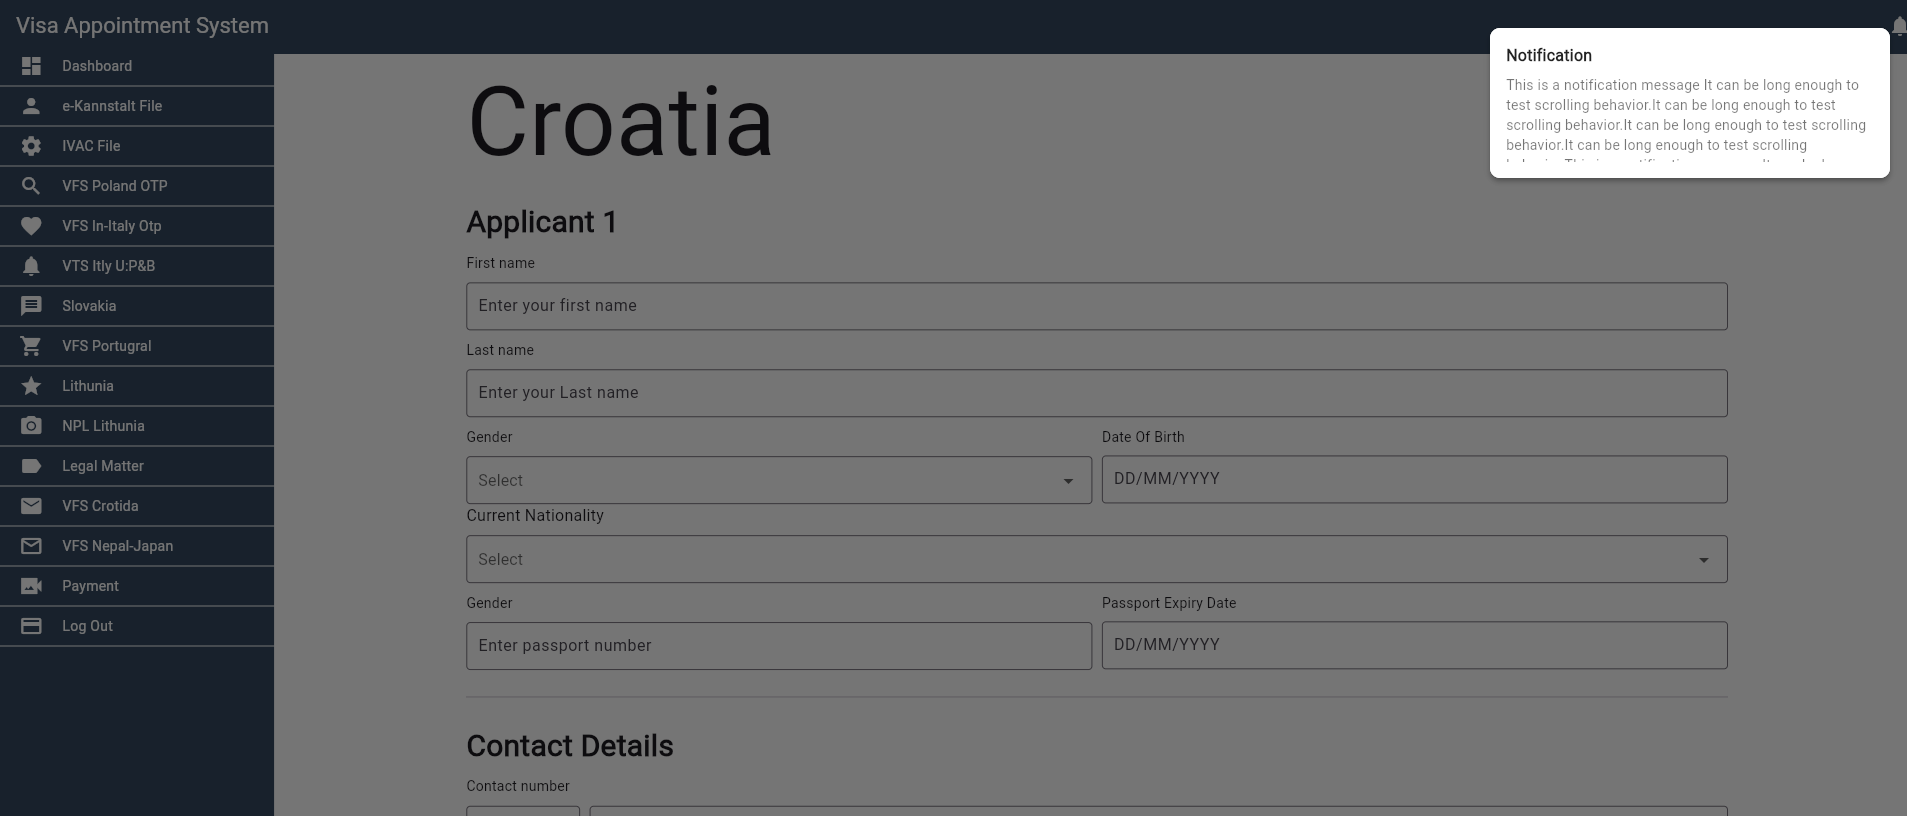 Visa Appointment System
Dashboard
e-Kannstalt File
IVAC File
VFS Poland OTP
VFS In-Italy Otp
VTS Itly U:P&B
Slovakia
VFS Portugral
Lithunia
NPL Lithunia
Legal Matter
VFS Crotida
VFS Nepal-Japan
Payment
Log Out
Croatia
Applicant 1
First name
Enter your first name
Last name
Enter your Last name
Gender
Date Of Birth
Select
DD/MM/YYYY
Current Nationality
Select
Gender
Passport Expiry Date
Enter passport number
DD/MM/YYYY
Contact Details
Contact number
Notification
This is a notification message It can be long enough to
test scrolling behavior.It can be long enough to test
scrolling behavior.It can be long enough to test scrolling
behavior.It can be long enough to test scrolling